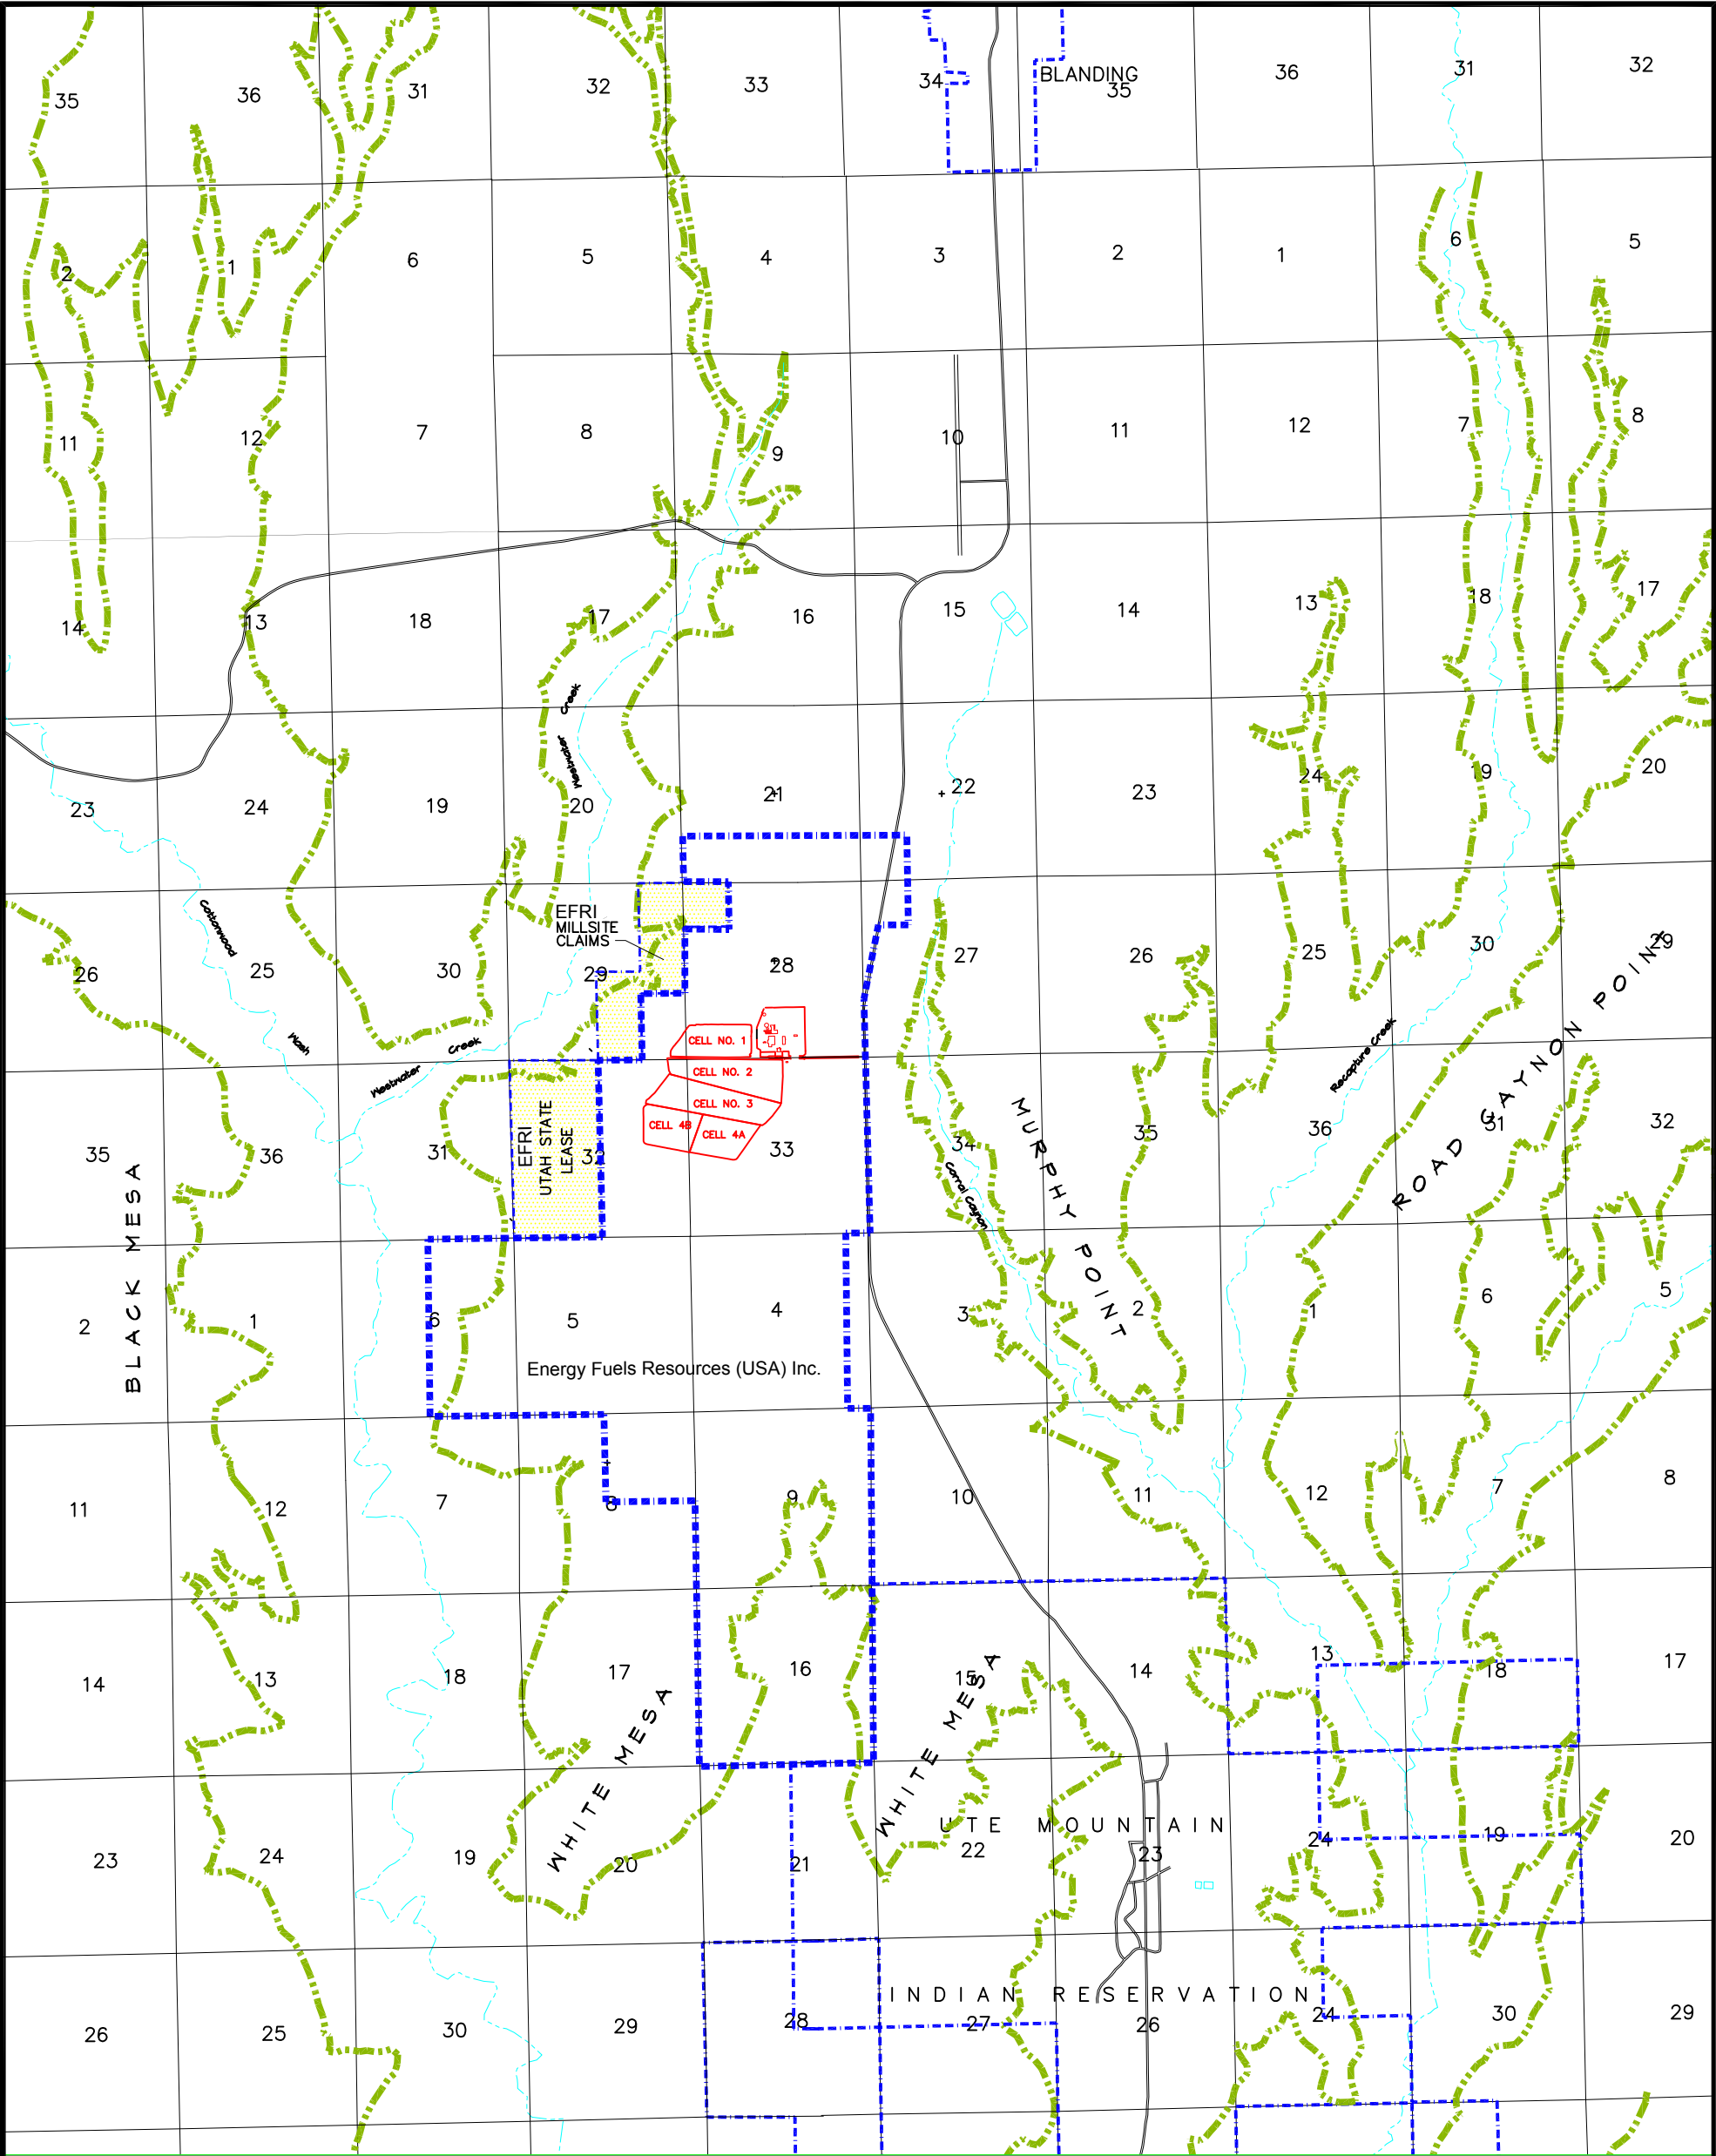 35 36 31 32 33 34 BLANDING 35 36 31 32
2 1 6 5 4 3 2 1 6 5
11 12 7 8 9 10 11 12 7 8
14 13 18 17 16 15 14 13 18 17
Westwater Creek
23 24 19 20 21 22 23 24 19 20
EFRI
MILLSITE
CLAIMS
Cottonwood
Wash
26 25 30 29 28 27 26 25 30 29
Westwater Creek
Recapture Creek
CELL NO. 1
CELL NO. 2
CELL NO. 3
CELL 4B
CELL 4A
EFRI
UTAH STATE
LEASE
35 36 31 32 33 34 35 36 31 32
BLACK MESA
Corral Caynon
MURPHY POINT
ROAD CAYNON POINT
2 1 6 5 4 3 2 1 6 5
Energy Fuels Resources (USA) Inc.
11 12 7 8 9 10 11 12 7 8
14 13 18 17 16 15 14 13 18 17
WHITE MESA
WHITE MESA
UTE MOUNTAIN
23 24 19 20 21 22 23 24 19 20
INDIAN RESERVATION
26 25 30 29 28 27 26 24 30 29